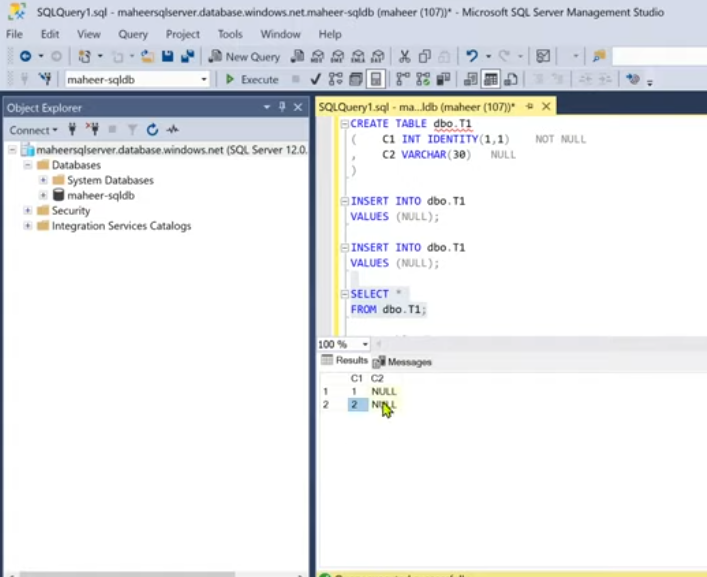 SQLQuery1.sql - maheersqlserver.database.windows.net.maheer-sqldb (maheer (107))* - Microsoft SQL Server Management Studio
File Edit View Query Project Tools Window Help
New Query
maheer-sqldb Execute
Object Explorer
Connect
maheersqlserver.database.windows.net (SQL Server 12.0.
Databases
System Databases
maheer-sqldb
Security
Integration Services Catalogs
SQLQuery1.sql - ma...ldb (maheer (107))*
CREATE TABLE dbo.T1
( C1 INT IDENTITY(1,1) NOT NULL
, C2 VARCHAR(30) NULL
)
INSERT INTO dbo.T1
VALUES (NULL);
INSERT INTO dbo.T1
VALUES (NULL);
SELECT *
FROM dbo.T1;
100 %
Results Messages
C1 C2
1 1 NULL
2 2 NULL